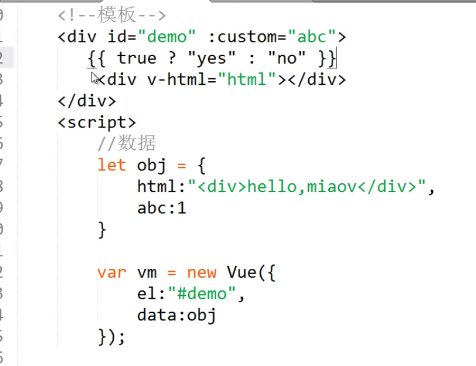 <!--模板-->
<div id="demo" :custom="abc">
{{ true ? "yes" : "no" }}
<div v-html="html"></div>
</div>
<script>
//数据
let obj = {
html:"<div>hello,miaov</div>",
abc:1
}
var vm = new Vue({
el:"#demo",
data:obj
});